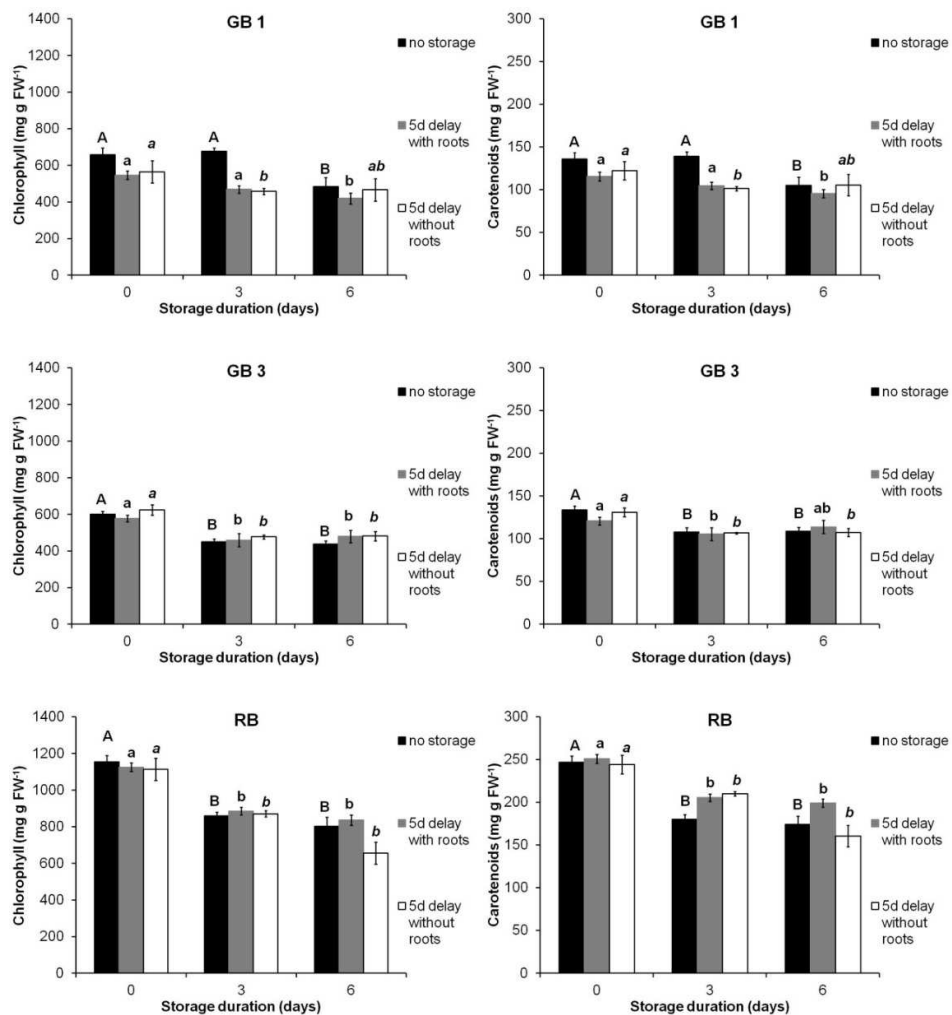 GB 1
Chlorophyll (mg g FW⁻¹)
1400
1200
1000
800
600
400
200
0
A
a
a
A
a
b
B
b
ab
0
3
6
Storage duration (days)
no storage
5d delay
with roots
5d delay
without
roots
GB 1
Carotenoids (mg g FW⁻¹)
300
250
200
150
100
50
0
A
a
a
A
a
b
B
b
ab
0
3
6
Storage duration (days)
no storage
5d delay
with roots
5d delay
without
roots
GB 3
Chlorophyll (mg g FW⁻¹)
1400
1200
1000
800
600
400
200
0
A
a
a
B
b
b
B
b
b
0
3
6
Storage duration (days)
no storage
5d delay
with roots
5d delay
without roots
GB 3
Carotenoids (mg g FW⁻¹)
300
250
200
150
100
50
0
A
a
a
B
b
b
B
ab
b
0
3
6
Storage duration (days)
no storage
5d delay
with roots
5d delay
without roots
RB
Chlorophyll (mg g FW⁻¹)
1400
1200
1000
800
600
400
200
0
A
a
a
B
b
b
B
b
b
0
3
6
Storage duration (days)
no storage
5d delay
with roots
5d delay
without roots
RB
Carotenoids (mg g FW⁻¹)
300
250
200
150
100
50
0
A
a
a
B
b
b
B
b
b
0
3
6
Storage duration (days)
no storage
5d delay
with roots
5d delay
without roots